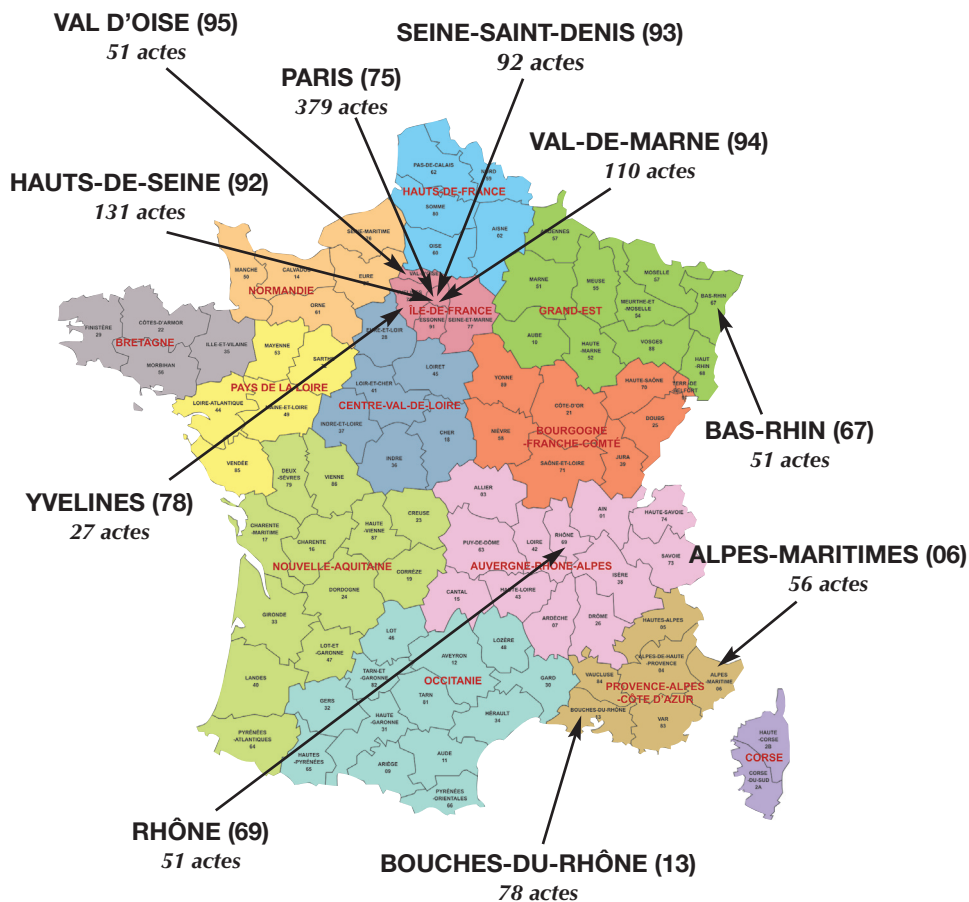 VAL D'OISE (95)
51 actes
SEINE-SAINT-DENIS (93)
92 actes
PARIS (75)
379 actes
VAL-DE-MARNE (94)
110 actes
HAUTS-DE-SEINE (92)
131 actes
PAS-DE-CALAIS
62
NORD
HAUTS-DE-FRANCE
SOMME
80
AISNE
02
OISE
60
SEINE-MARITIME
MANCHE
50
CALVADOS
14
EURE
NORMANDIE
ORNE
61
ÎLE-DE-FRANCE
ESSONNE
91
SEINE-ET-MARNE
77
ARDENNES
MARNE
51
MEUSE
55
MOSELLE
57
BAS-RHIN
67
MEURTHE-ET
-MOSELLE
54
GRAND-EST
AUBE
10
HAUTE
-MARNE
52
VOSGES
88
HAUT
-RHIN
68
FINISTÈRE
29
CÔTES-D'ARMOR
22
BRETAGNE
ILLE-ET-VILAINE
35
MORBIHAN
56
MAYENNE
53
SARTHE
PAYS DE LA LOIRE
LOIRE-ATLANTIQUE
44
MAINE-ET-LOIRE
49
VENDÉE
85
EURE-ET-LOIR
28
LOIRET
45
LOIR-ET-CHER
41
CENTRE-VAL-DE-LOIRE
INDRE-ET-LOIRE
37
CHER
18
INDRE
36
YONNE
89
CÔTE-D'OR
21
HAUTE-SAÔNE
70
DOUBS
25
BOURGOGNE
-FRANCHE-COMTÉ
NIÈVRE
58
JURA
39
SAÔNE-ET-LOIRE
71
BAS-RHIN (67)
51 actes
YVELINES (78)
27 actes
DEUX
-SÈVRES
79
VIENNE
86
CHARENTE
-MARITIME
17
CHARENTE
16
HAUTE
-VIENNE
87
CREUSE
23
NOUVELLE-AQUITAINE
CORRÈZE
19
DORDOGNE
24
GIRONDE
33
LOT-ET
-GARONNE
47
LANDES
40
PYRÉNÉES
-ATLANTIQUES
64
ALLIER
03
PUY-DE-DÔME
63
LOIRE
42
RHÔNE
69
AIN
01
HAUTE-SAVOIE
74
SAVOIE
73
AUVERGNE-RHÔNE-ALPES
CANTAL
15
HAUTE-LOIRE
43
ISÈRE
38
ARDÈCHE
07
DRÔME
26
ALPES-MARITIMES (06)
56 actes
LOT
46
AVEYRON
12
LOZÈRE
48
TARN-ET
-GARONNE
82
OCCITANIE
GARD
30
GERS
32
TARN
81
HAUTE
-GARONNE
31
HÉRAULT
34
HAUTES
-PYRÉNÉES
65
ARIÈGE
09
AUDE
11
PYRÉNÉES
-ORIENTALES
66
HAUTES-ALPES
05
ALPES-DE-HAUTE
-PROVENCE
04
VAUCLUSE
84
ALPES
-MARITIME
06
PROVENCE-ALPES
-CÔTE D'AZUR
BOUCHES-DU-RHÔNE
13
VAR
83
HAUTE
-CORSE
2B
CORSE
CORSE
-DU-SUD
2A
RHÔNE (69)
51 actes
BOUCHES-DU-RHÔNE (13)
78 actes